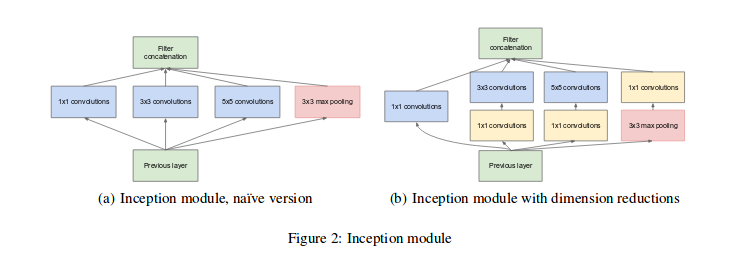 Filter
concatenation
1x1 convolutions
3x3 convolutions
5x5 convolutions
3x3 max pooling
Previous layer
(a) Inception module, naïve version
Filter
concatenation
3x3 convolutions
5x5 convolutions
1x1 convolutions
1x1 convolutions
1x1 convolutions
1x1 convolutions
3x3 max pooling
Previous layer
(b) Inception module with dimension reductions
Figure 2: Inception module